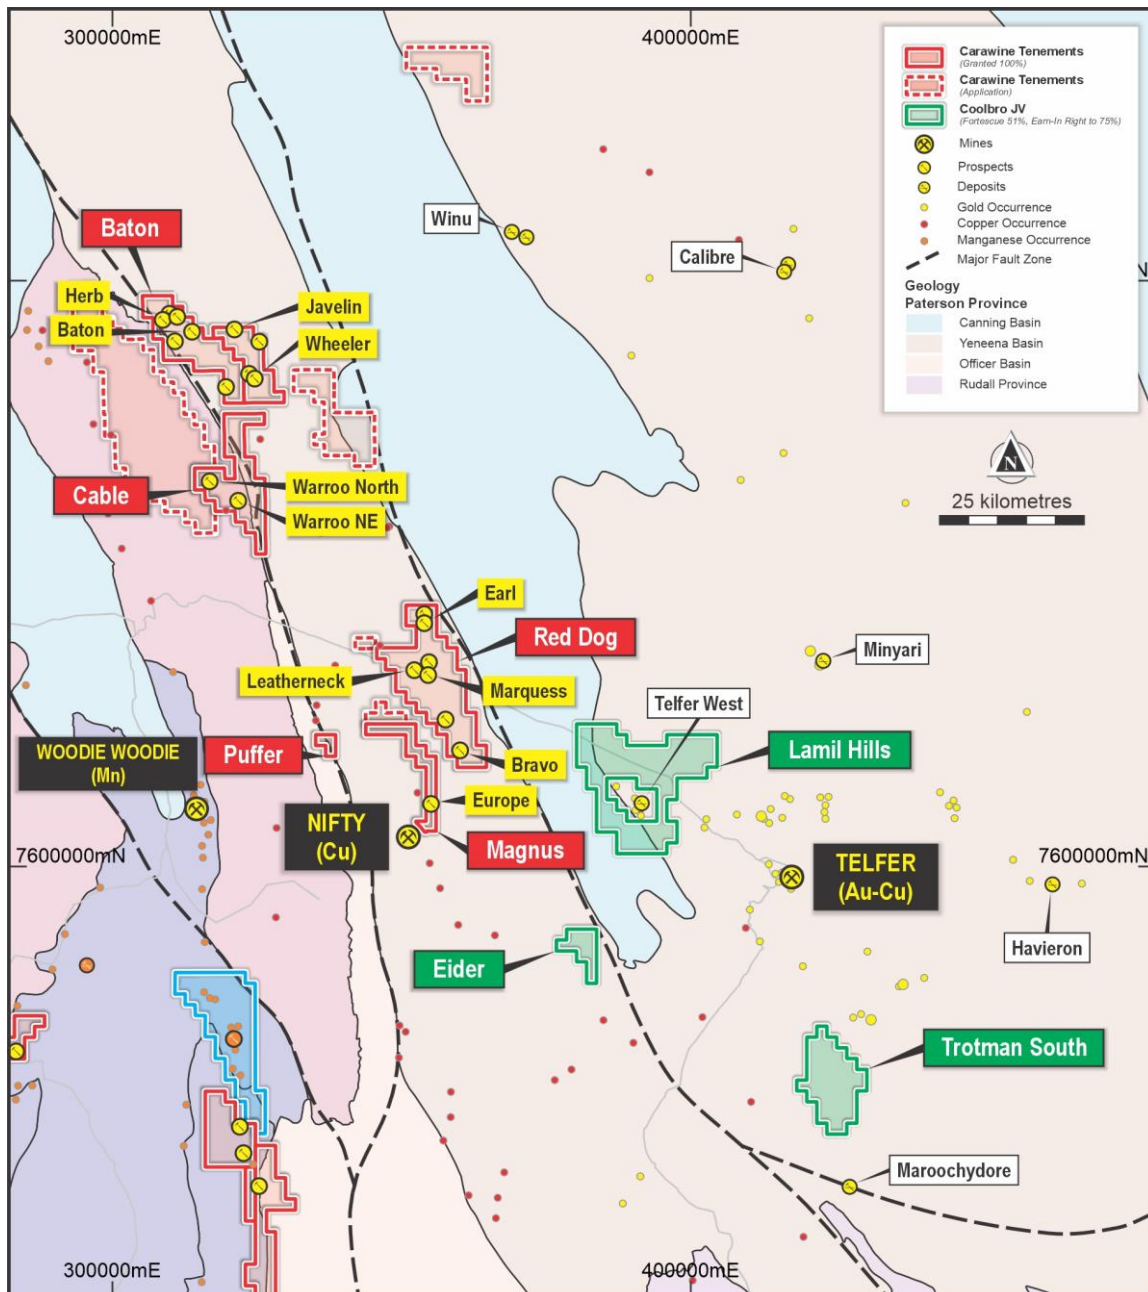 300000mE
400000mE
Carawine Tenements
(Granted 100%)
Carawine Tenements
(Application)
Coolbro JV
(Fortescue 51%, Earn-In Right to 75%)
Mines
Prospects
Deposits
Gold Occurrence
Copper Occurrence
Manganese Occurrence
Major Fault Zone
Geology
Paterson Province
Canning Basin
Yeneena Basin
Officer Basin
Rudall Province
Baton
Winu
Calibre
Herb
Javelin
Baton
Wheeler
N
25 kilometres
Cable
Warroo North
Warroo NE
Earl
Red Dog
Minyari
Leatherneck
Marquess
Telfer West
WOODIE WOODIE
(Mn)
Puffer
Lamil Hills
Bravo
Europe
NIFTY
(Cu)
Magnus
TELFER
(Au-Cu)
7600000mN
7600000mN
Havieron
Eider
Trotman South
Maroochydore
300000mE
400000mE